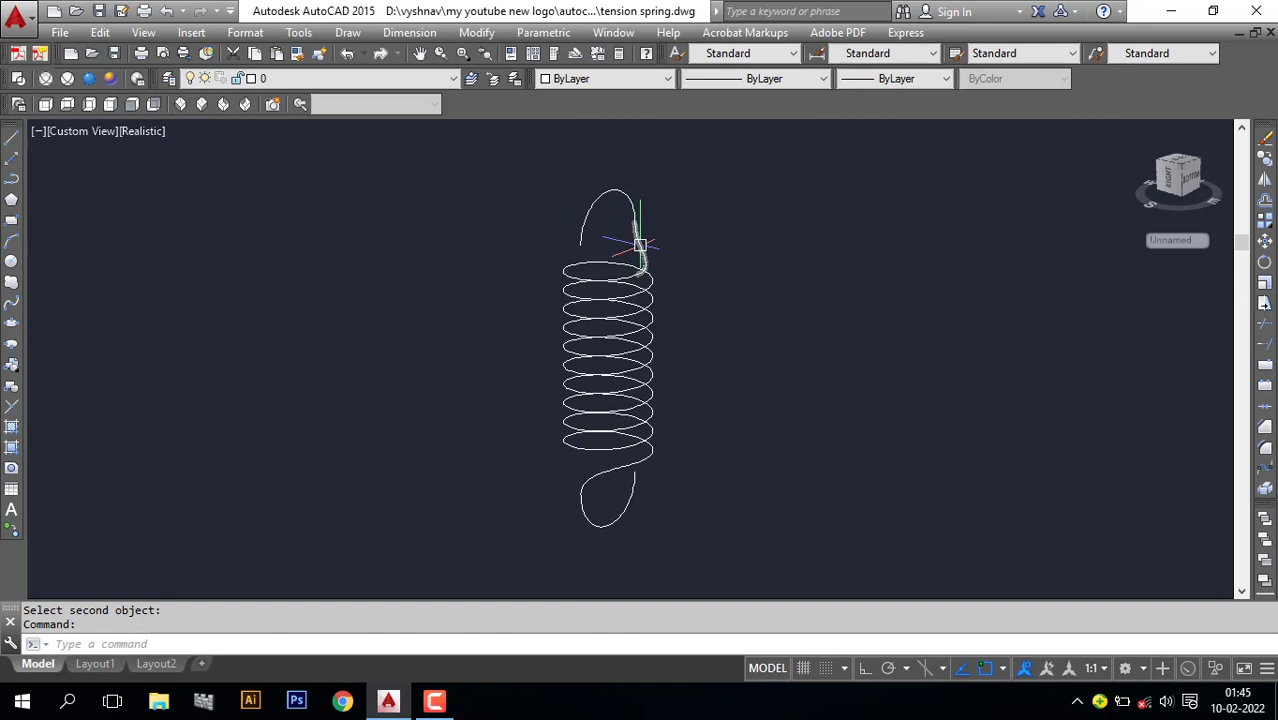 Autodesk AutoCAD 2015 D:\vyshnav\my youtube new logo\autoc...\tension spring.dwg Type a keyword or phrase Sign In
File Edit View Insert Format Tools Draw Dimension Modify Parametric Window Help Acrobat Markups Adobe PDF Express
Standard Standard Standard Standard
0 ByLayer ByLayer ByLayer ByColor
[−][Custom View][Realistic]
RIGHT
S
Unnamed
Select second object:
Command:
Type a command
Model Layout1 Layout2 +
MODEL 1:1
Ai Ps 01:45
10-02-2022